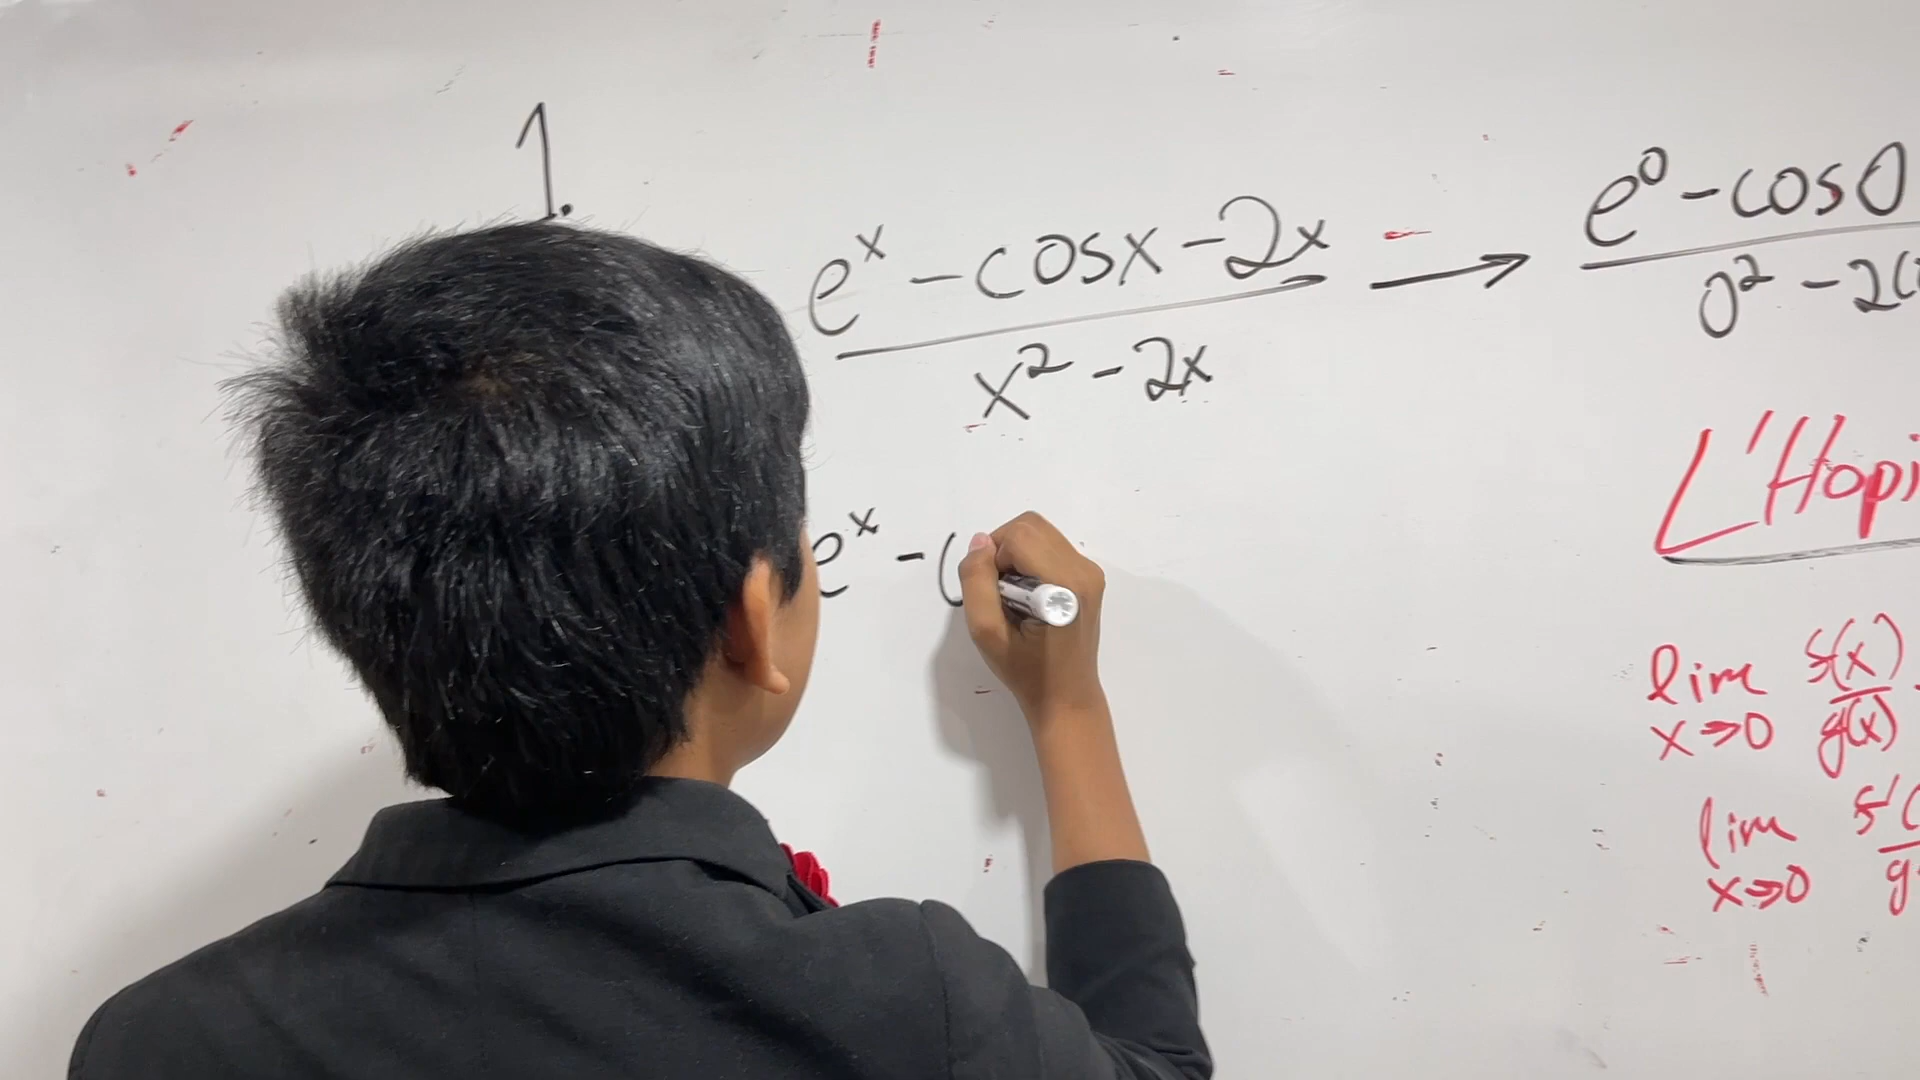 1.
e^x - cosx - 2x → e^0 - cos0
x^2 - 2x 0^2 - 2(
L'Hopi
e^x - (
lim s(x)
x→0 g(x)
lim s'(
x→0 g